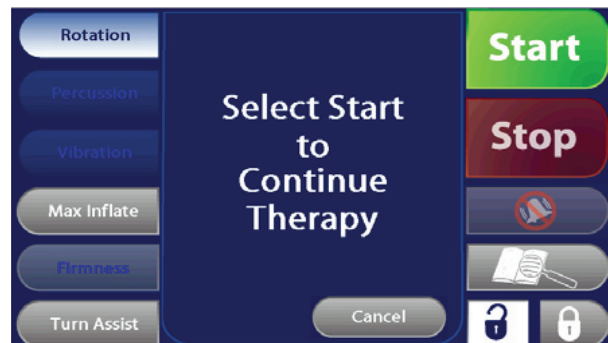 Rotation
Percussion
Vibration
Max Inflate
Firmness
Turn Assist
Select Start
to
Continue
Therapy
Cancel
Start
Stop